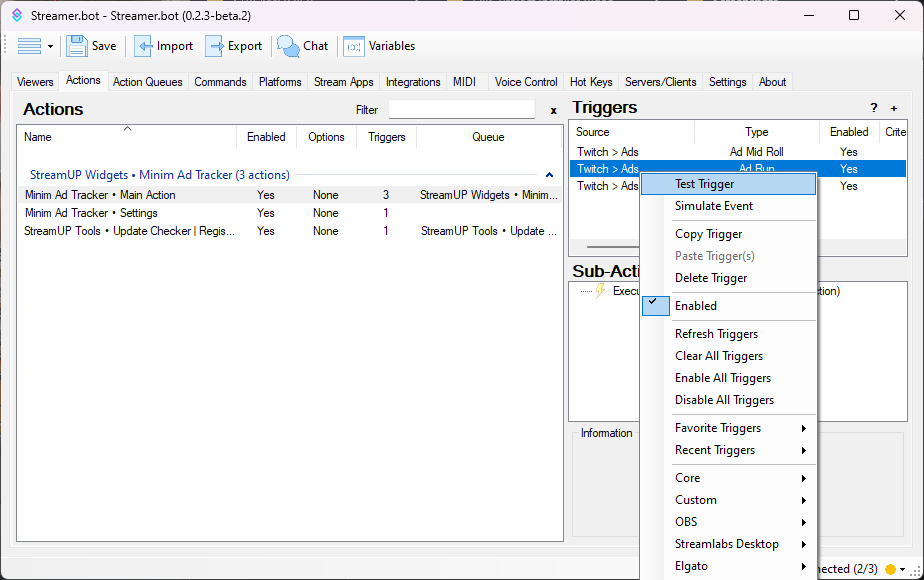 Streamer.bot - Streamer.bot (0.2.3-beta.2)
Save Import Export Chat Variables
Viewers Actions Action Queues Commands Platforms Stream Apps Integrations MIDI Voice Control Hot Keys Servers/Clients Settings About
Actions Filter x
Name Enabled Options Triggers Queue
StreamUP Widgets • Minim Ad Tracker (3 actions)
Minim Ad Tracker • Main Action Yes None 3 StreamUP Widgets • Minim...
Minim Ad Tracker • Settings Yes None 1
StreamUP Tools • Update Checker | Regis... Yes None 1 StreamUP Tools • Update ...
Triggers ? +
Source Type Enabled Crite
Twitch > Ads Ad Mid Roll Yes
Twitch > Ads Ad Run Yes
Twitch > Ads Yes
Test Trigger
Simulate Event
Copy Trigger
Paste Trigger(s)
Delete Trigger
Enabled
Refresh Triggers
Clear All Triggers
Enable All Triggers
Disable All Triggers
Favorite Triggers
Recent Triggers
Core
Custom
OBS
Streamlabs Desktop
Elgato
Sub-Acti
Execu tion)
Information
nected (2/3)